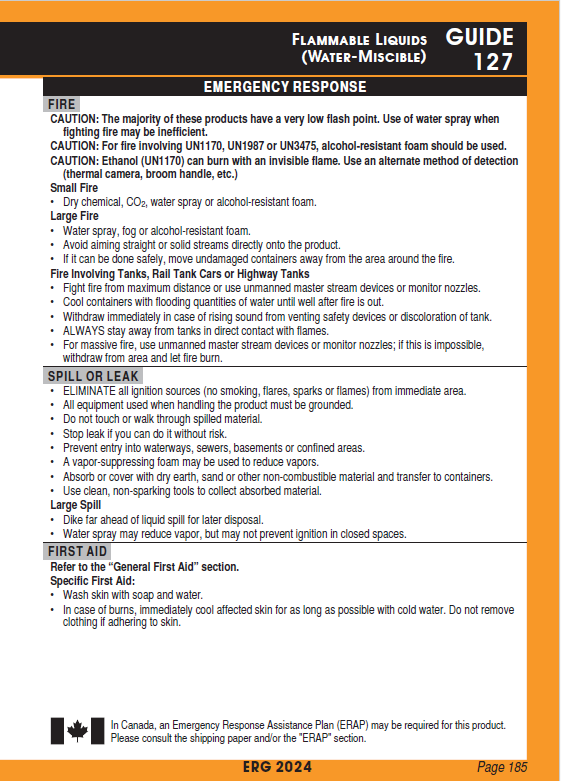 FLAMMABLE LIQUIDS
(WATER-MISCIBLE)
GUIDE
127
EMERGENCY RESPONSE
FIRE
CAUTION: The majority of these products have a very low flash point. Use of water spray when
fighting fire may be inefficient.
CAUTION: For fire involving UN1170, UN1987 or UN3475, alcohol-resistant foam should be used.
CAUTION: Ethanol (UN1170) can burn with an invisible flame. Use an alternate method of detection
(thermal camera, broom handle, etc.)
Small Fire
• Dry chemical, CO₂, water spray or alcohol-resistant foam.
Large Fire
• Water spray, fog or alcohol-resistant foam.
• Avoid aiming straight or solid streams directly onto the product.
• If it can be done safely, move undamaged containers away from the area around the fire.
Fire Involving Tanks, Rail Tank Cars or Highway Tanks
• Fight fire from maximum distance or use unmanned master stream devices or monitor nozzles.
• Cool containers with flooding quantities of water until well after fire is out.
• Withdraw immediately in case of rising sound from venting safety devices or discoloration of tank.
• ALWAYS stay away from tanks in direct contact with flames.
• For massive fire, use unmanned master stream devices or monitor nozzles; if this is impossible,
withdraw from area and let fire burn.
SPILL OR LEAK
• ELIMINATE all ignition sources (no smoking, flares, sparks or flames) from immediate area.
• All equipment used when handling the product must be grounded.
• Do not touch or walk through spilled material.
• Stop leak if you can do it without risk.
• Prevent entry into waterways, sewers, basements or confined areas.
• A vapor-suppressing foam may be used to reduce vapors.
• Absorb or cover with dry earth, sand or other non-combustible material and transfer to containers.
• Use clean, non-sparking tools to collect absorbed material.
Large Spill
• Dike far ahead of liquid spill for later disposal.
• Water spray may reduce vapor, but may not prevent ignition in closed spaces.
FIRST AID
Refer to the “General First Aid” section.
Specific First Aid:
• Wash skin with soap and water.
• In case of burns, immediately cool affected skin for as long as possible with cold water. Do not remove
clothing if adhering to skin.
In Canada, an Emergency Response Assistance Plan (ERAP) may be required for this product.
Please consult the shipping paper and/or the "ERAP" section.
ERG 2024
Page 185